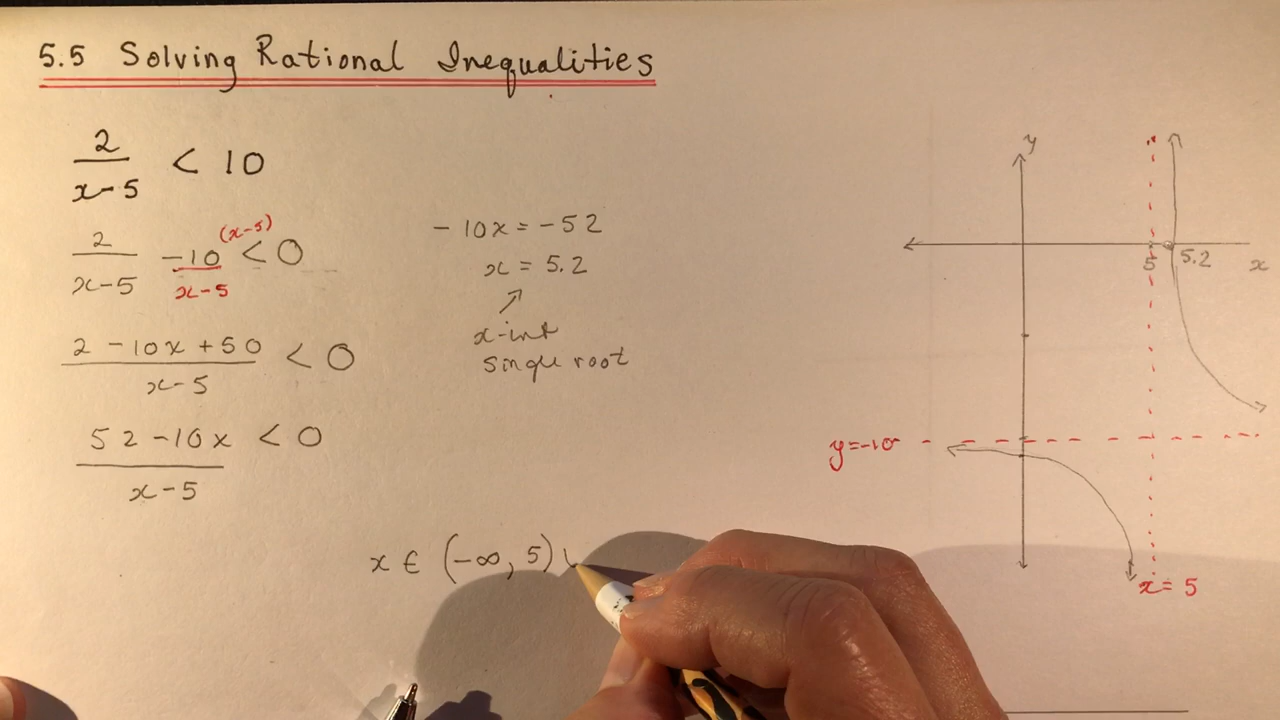 5.5 Solving Rational Inequalities
2/(x-5) < 10
2/(x-5) -10(x-5)/(x-5) < 0
(2 -10x +50)/(x-5) < 0
(52 -10x)/(x-5) < 0
-10x = -52
x = 5.2
x-int
single root
x ∈ (-∞, 5)
y
5
5.2
x
y=-10
x=5